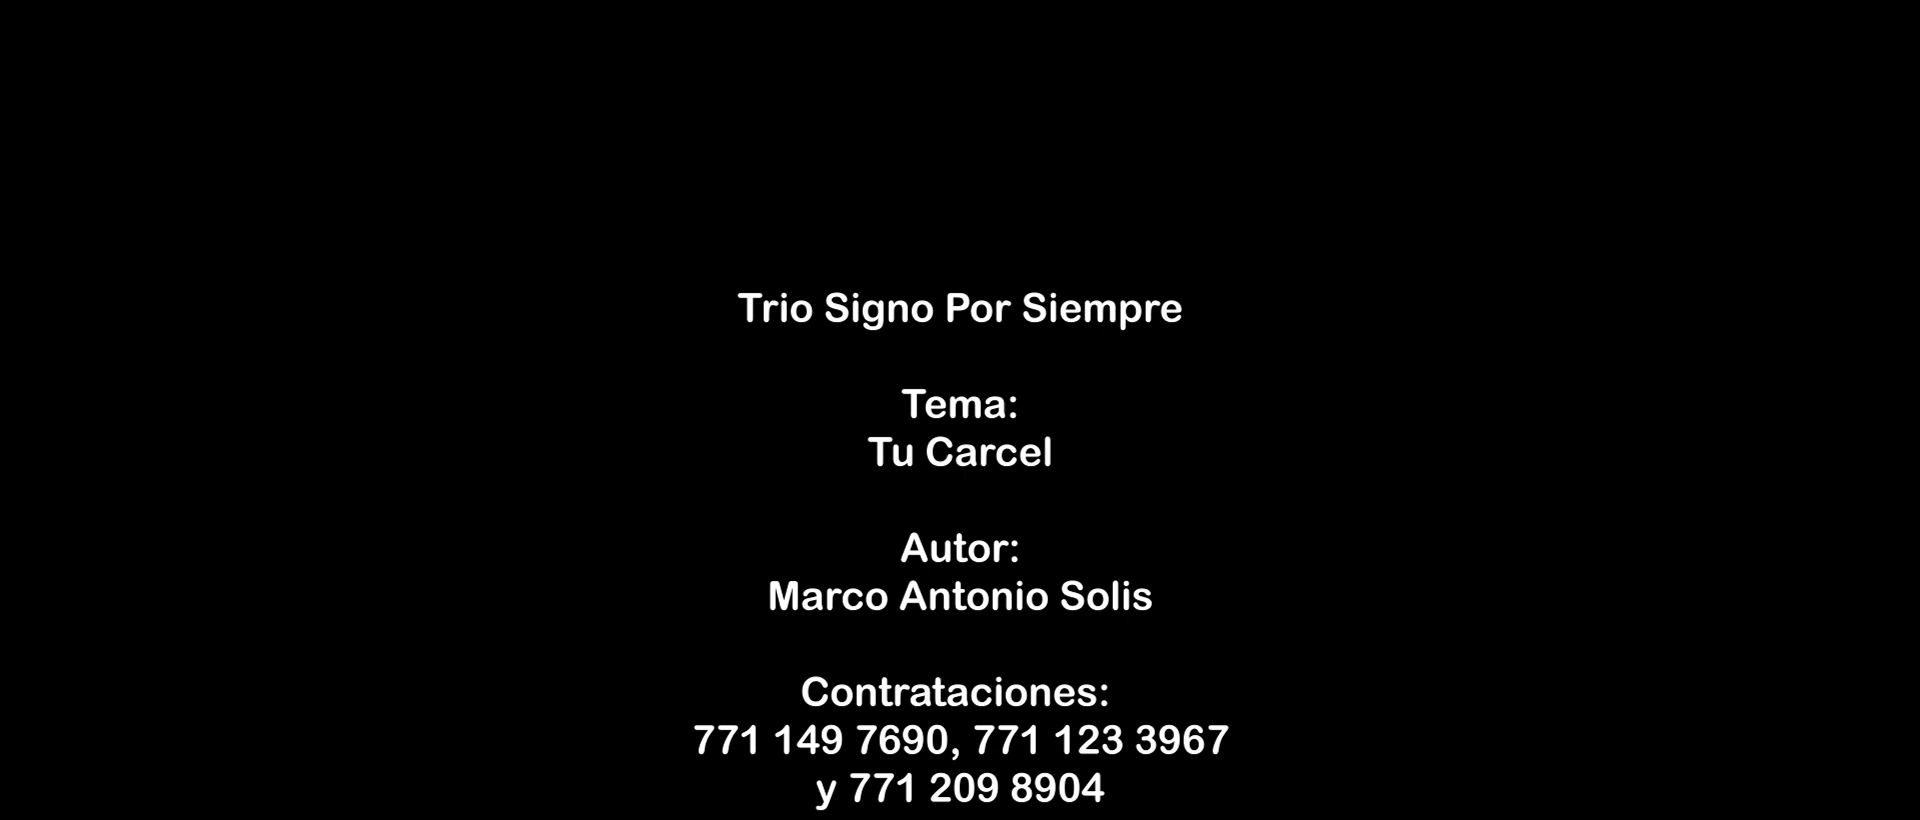 Trio Signo Por Siempre
Tema:
Tu Carcel
Autor:
Marco Antonio Solis
Contrataciones:
771 149 7690, 771 123 3967
y 771 209 8904